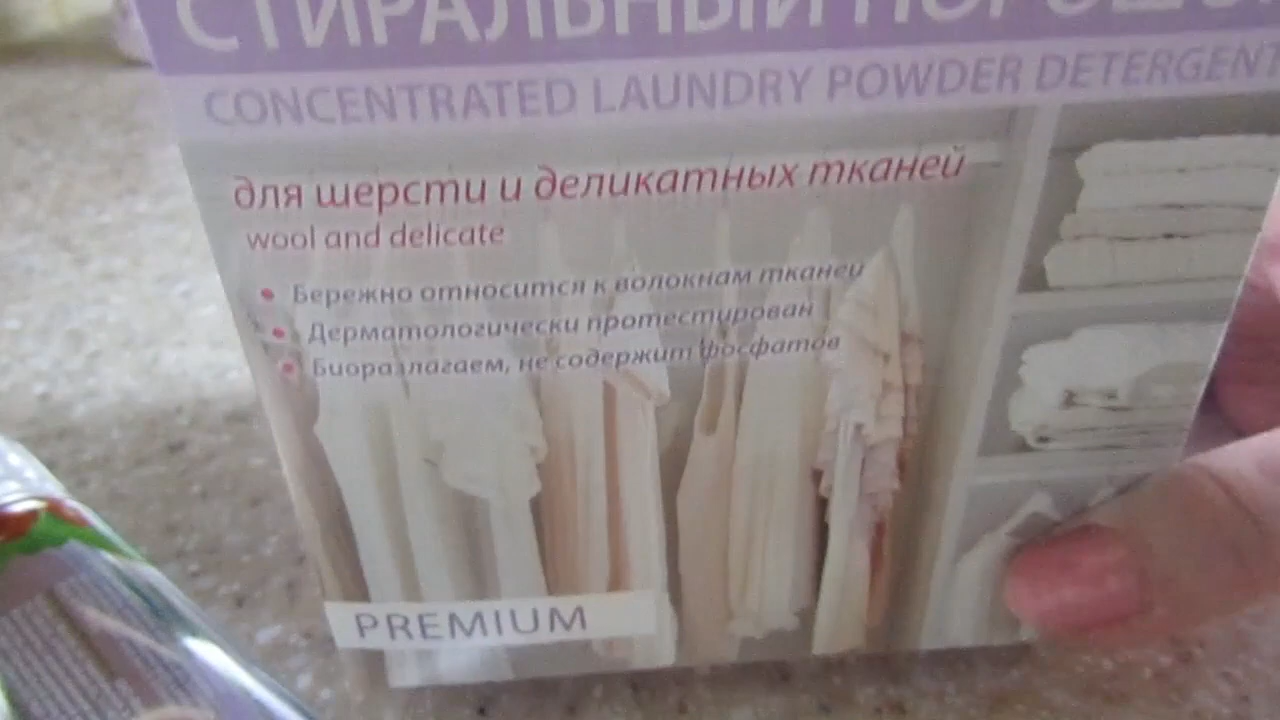 СТИРАЛЬНЫЙ ПОРОШОК
CONCENTRATED LAUNDRY POWDER DETERGENT
для шерсти и деликатных тканей
wool and delicate
• Бережно относится к волокнам тканей
• Дерматологически протестирован
• Биоразлагаем, не содержит фосфатов
PREMIUM